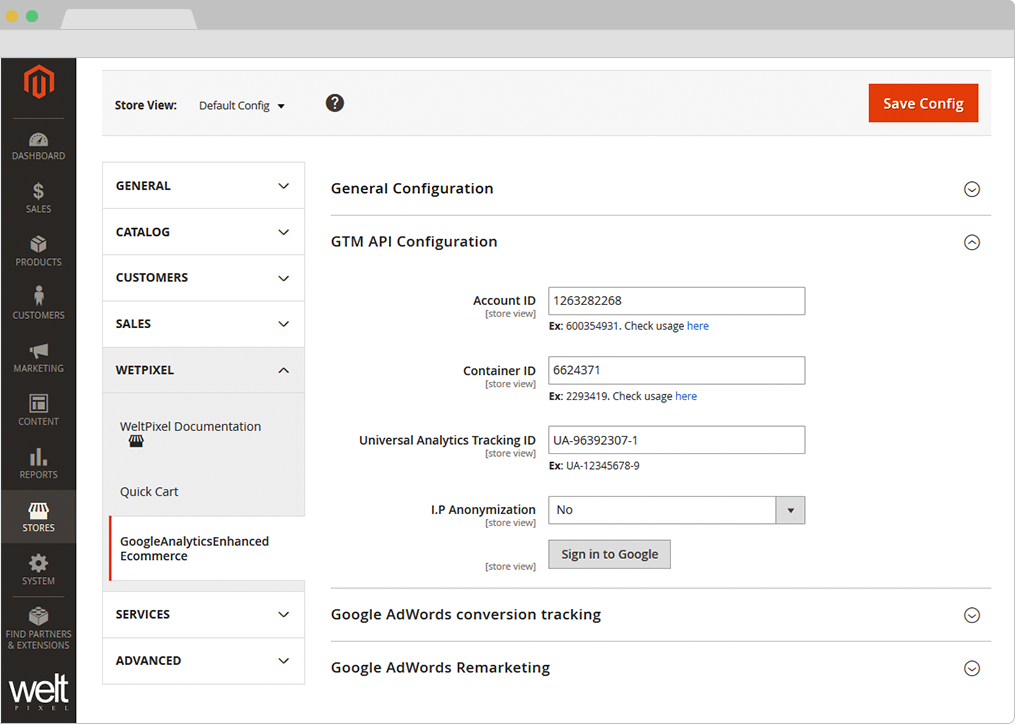 Store View: Default Config ?
Save Config
DASHBOARD
SALES
PRODUCTS
CUSTOMERS
MARKETING
CONTENT
REPORTS
STORES
SYSTEM
FIND PARTNERS
& EXTENSIONS
welt
PIXEL
GENERAL
CATALOG
CUSTOMERS
SALES
WETPIXEL
WeltPixel Documentation
Quick Cart
GoogleAnalyticsEnhanced
Ecommerce
SERVICES
ADVANCED
General Configuration
GTM API Configuration
Account ID 1263282268
[store view]
Ex: 600354931. Check usage here
Container ID 6624371
[store view]
Ex: 2293419. Check usage here
Universal Analytics Tracking ID UA-96392307-1
[store view]
Ex: UA-12345678-9
I.P Anonymization No
[store view]
Sign in to Google
[store view]
Google AdWords conversion tracking
Google AdWords Remarketing